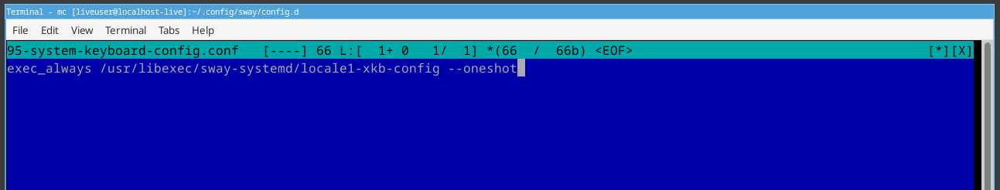 Terminal - mc [liveuser@localhost-live]:~/.config/sway/config.d
File Edit View Terminal Tabs Help
95-system-keyboard-config.conf [----] 66 L:[ 1+ 0 1/ 1] *(66 / 66b) <EOF> [*][X]
exec_always /usr/libexec/sway-systemd/locale1-xkb-config --oneshot